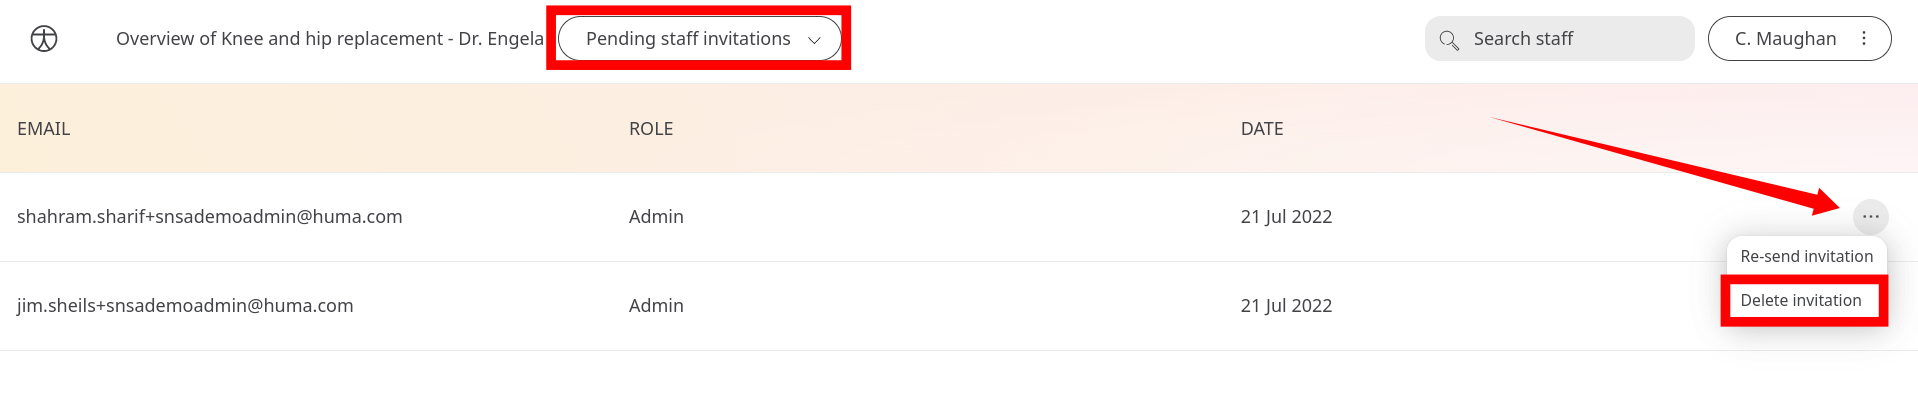 Overview of Knee and hip replacement - Dr. Engela Pending staff invitations Search staff C. Maughan
EMAIL ROLE DATE
shahram.sharif+snsademoadmin@huma.com Admin 21 Jul 2022
Re-send invitation
Delete invitation
jim.sheils+snsademoadmin@huma.com Admin 21 Jul 2022